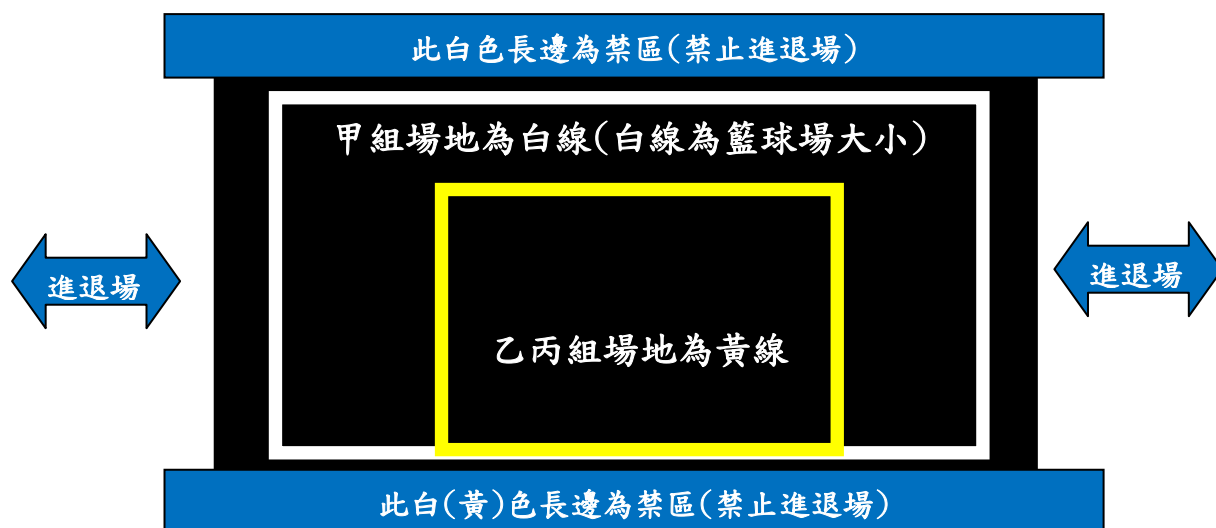 此白色長邊為禁區(禁止進退場)
甲組場地為白線(白線為籃球場大小)
進退場
進退場
乙丙組場地為黃線
此白(黃)色長邊為禁區(禁止進退場)